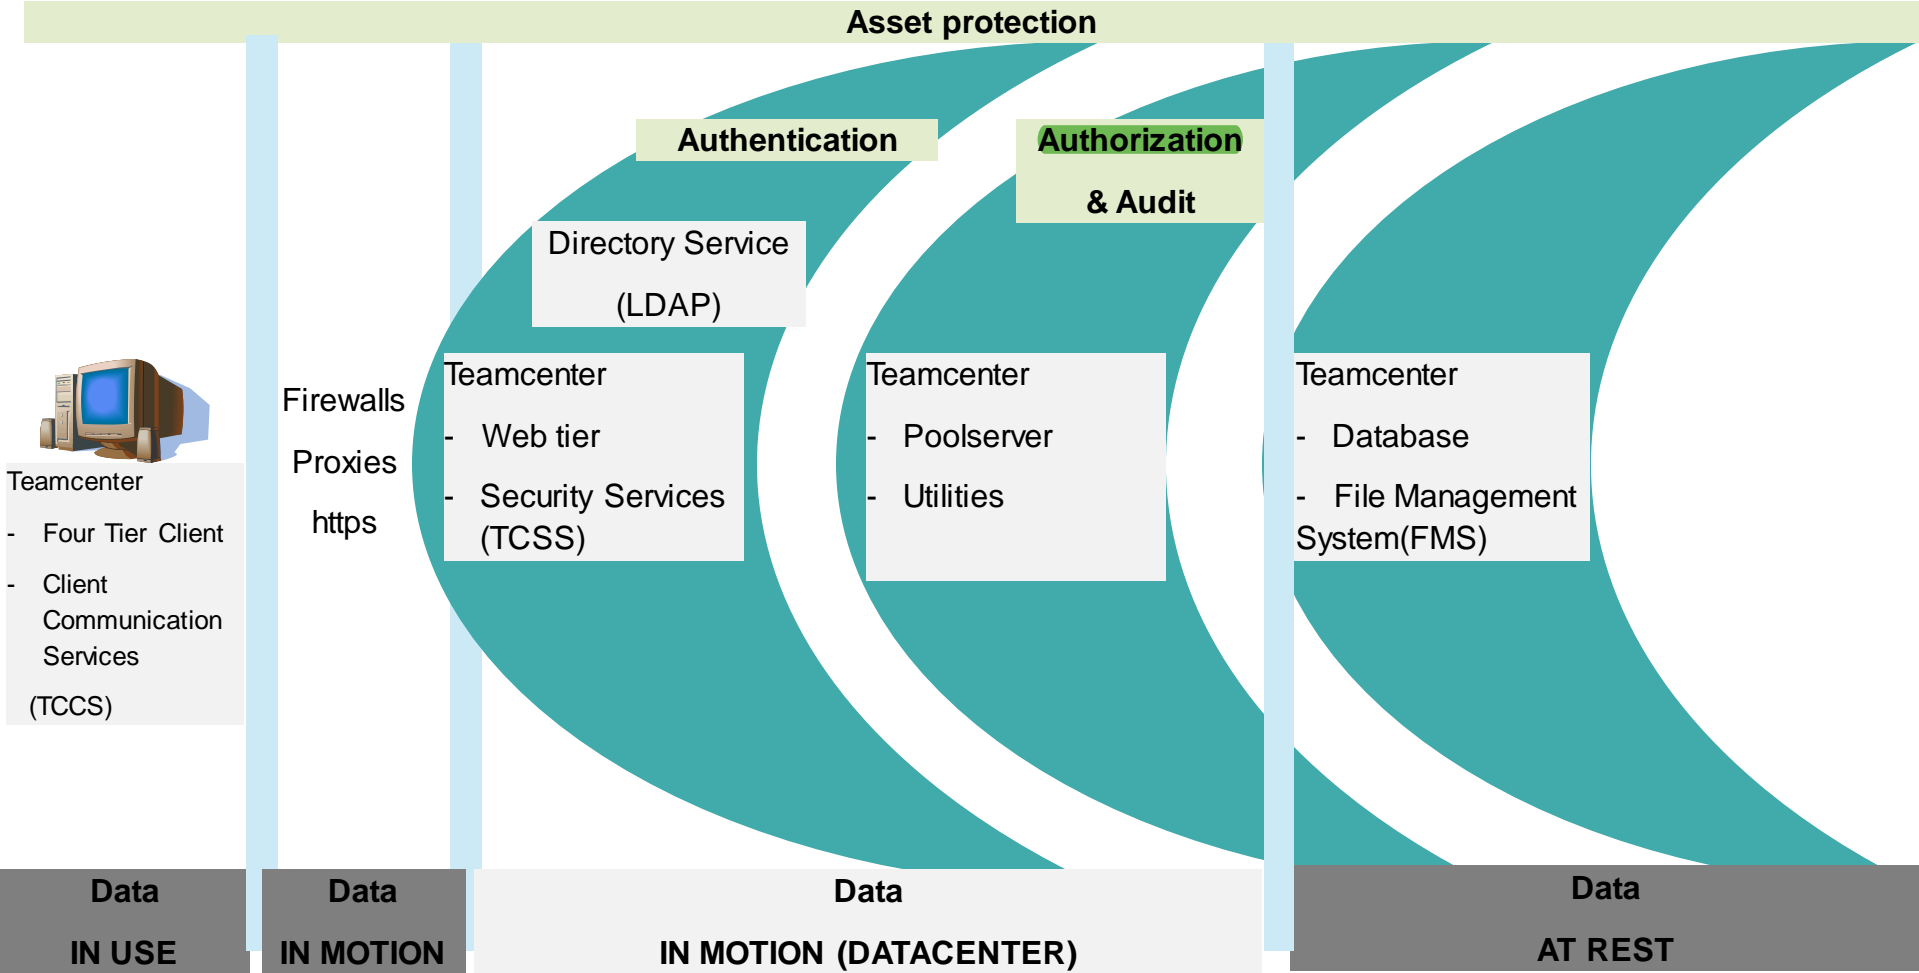 Asset protection
Authentication
Authorization
& Audit
Directory Service
(LDAP)
Teamcenter
- Four Tier Client
- Client
Communication
Services
(TCCS)
Firewalls
Proxies
https
Teamcenter
- Web tier
- Security Services
(TCSS)
Teamcenter
- Poolserver
- Utilities
Teamcenter
- Database
- File Management
System(FMS)
Data
IN USE
Data
IN MOTION
Data
IN MOTION (DATACENTER)
Data
AT REST